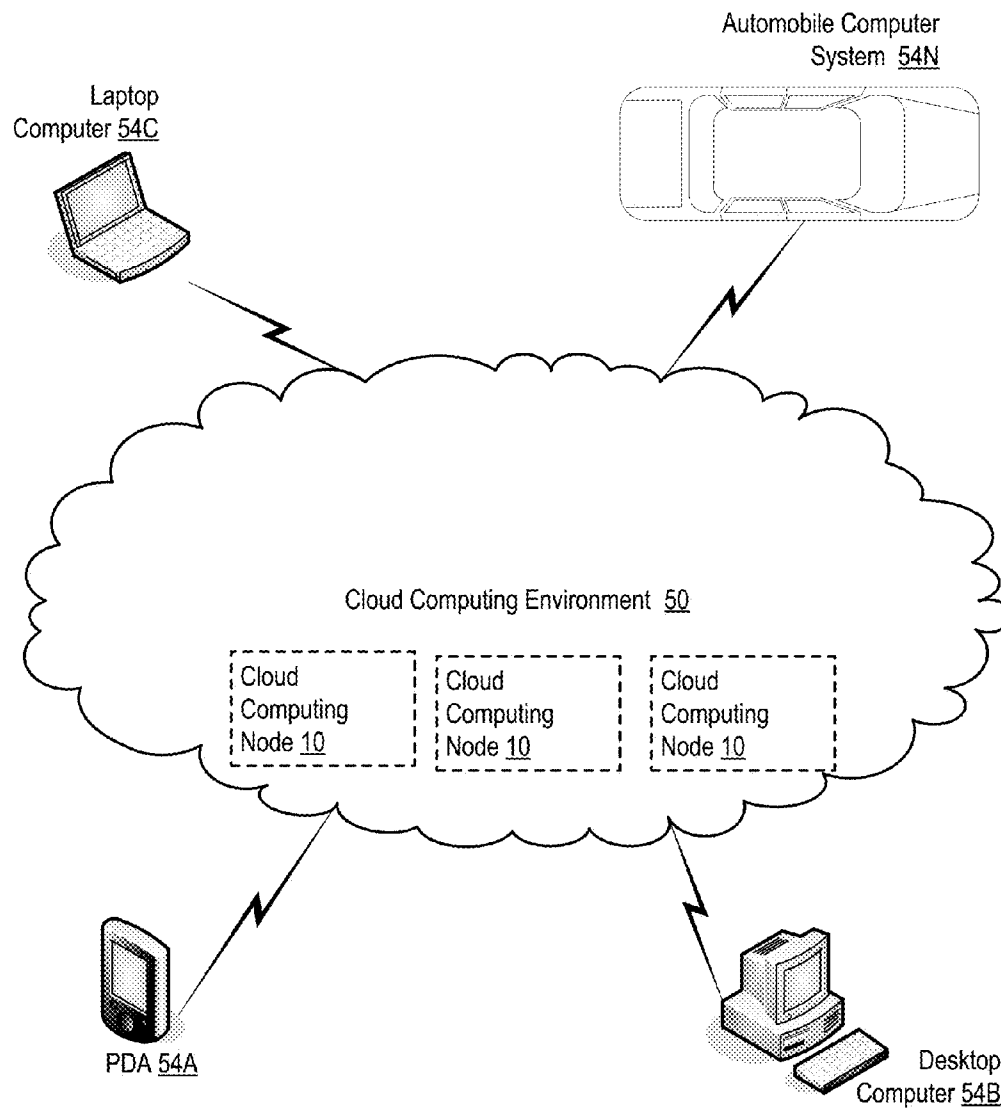 Automobile Computer
System 54N
Laptop
Computer 54C
Cloud Computing Environment 50
Cloud
Computing
Node 10
Cloud
Computing
Node 10
Cloud
Computing
Node 10
PDA 54A
Desktop
Computer 54B